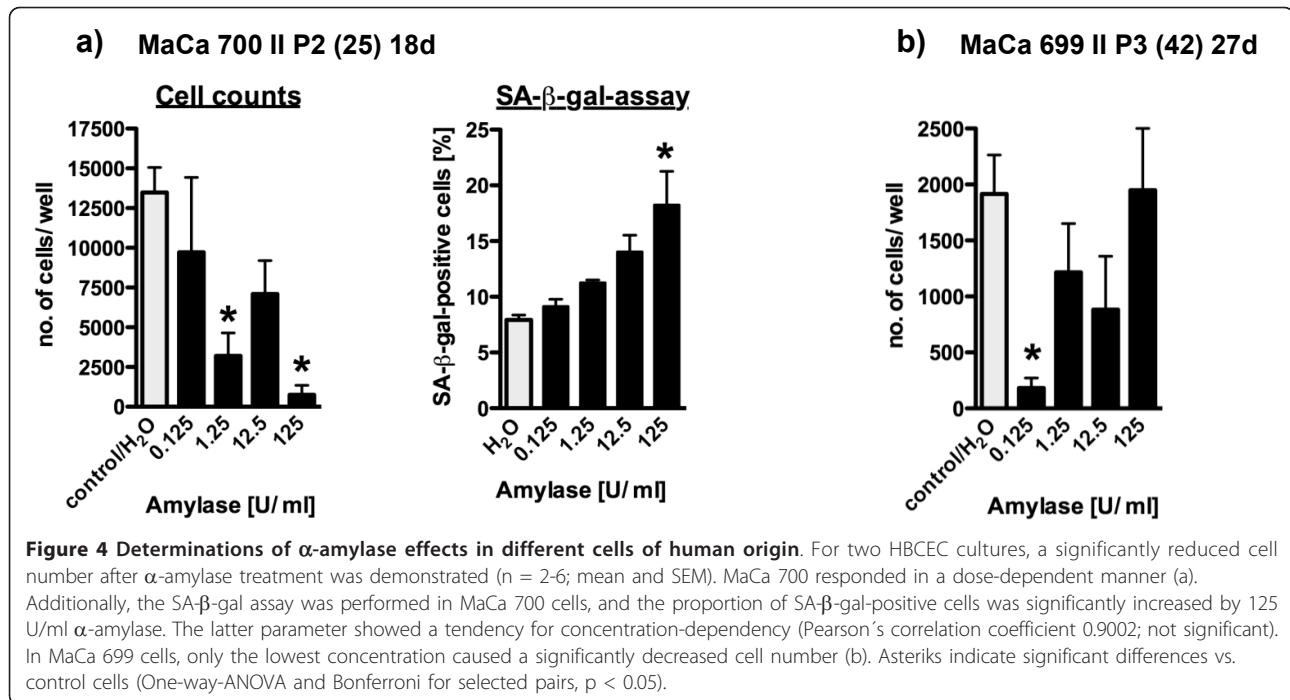 a) MaCa 700 II P2 (25) 18d
Cell counts
17500
15000
12500
10000
7500
5000
2500
0
no. of cells/ well
*
*
control/H₂O
0.125
1.25
12.5
125
Amylase [U/ ml]
SA-β-gal-assay
25
20
15
10
5
0
SA-β-gal-positive cells [%]
*
H₂O
0.125
1.25
12.5
125
Amylase [U/ ml]
b) MaCa 699 II P3 (42) 27d
2500
2000
1500
1000
500
0
no. of cells/ well
*
control/H₂O
0.125
1.25
12.5
125
Amylase [U/ ml]
Figure 4 Determinations of α-amylase effects in different cells of human origin. For two HBCEC cultures, a significantly reduced cell
number after α-amylase treatment was demonstrated (n = 2-6; mean and SEM). MaCa 700 responded in a dose-dependent manner (a).
Additionally, the SA-β-gal assay was performed in MaCa 700 cells, and the proportion of SA-β-gal-positive cells was significantly increased by 125
U/ml α-amylase. The latter parameter showed a tendency for concentration-dependency (Pearson´s correlation coefficient 0.9002; not significant).
In MaCa 699 cells, only the lowest concentration caused a significantly decreased cell number (b). Asteriks indicate significant differences vs.
control cells (One-way-ANOVA and Bonferroni for selected pairs, p < 0.05).